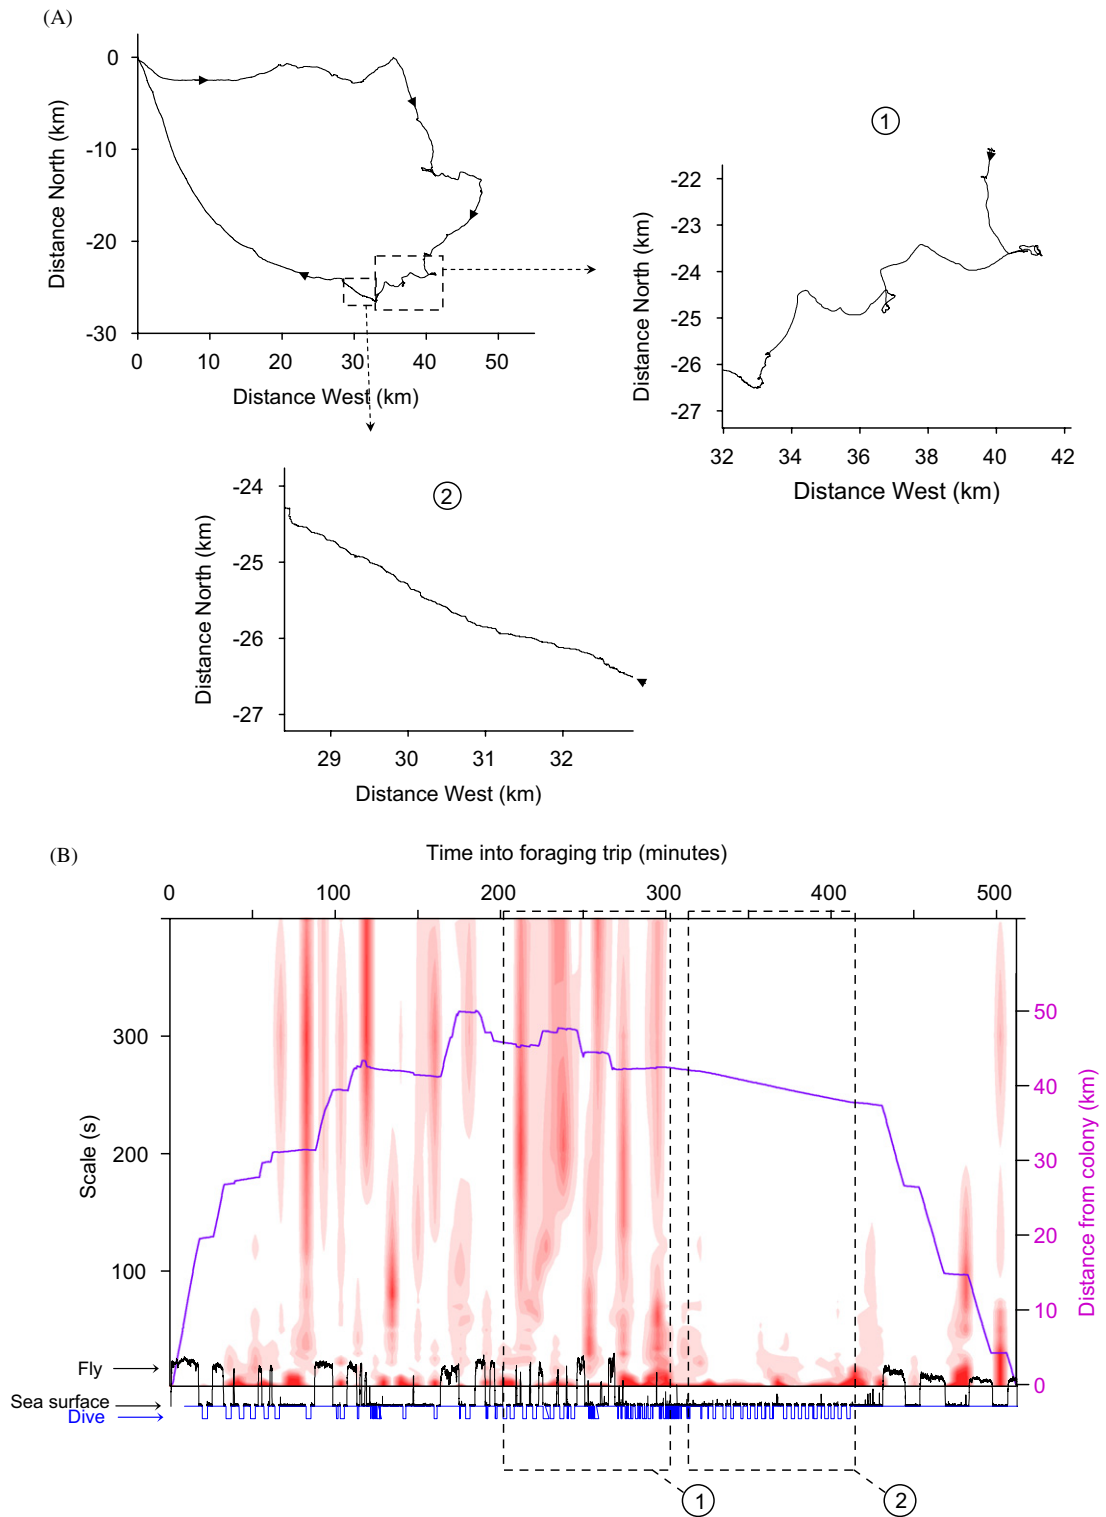 (A)
0
-10
-20
-30
Distance North (km)
0 10 20 30 40 50
Distance West (km)
1
-22
-23
-24
-25
-26
-27
Distance North (km)
32 34 36 38 40 42
Distance West (km)
2
-24
-25
-26
-27
Distance North (km)
29 30 31 32
Distance West (km)
(B)
Time into foraging trip (minutes)
0 100 200 300 400 500
300
200
100
Scale (s)
50
40
30
20
10
0
Distance from colony (km)
Fly
Sea surface
Dive
1
2